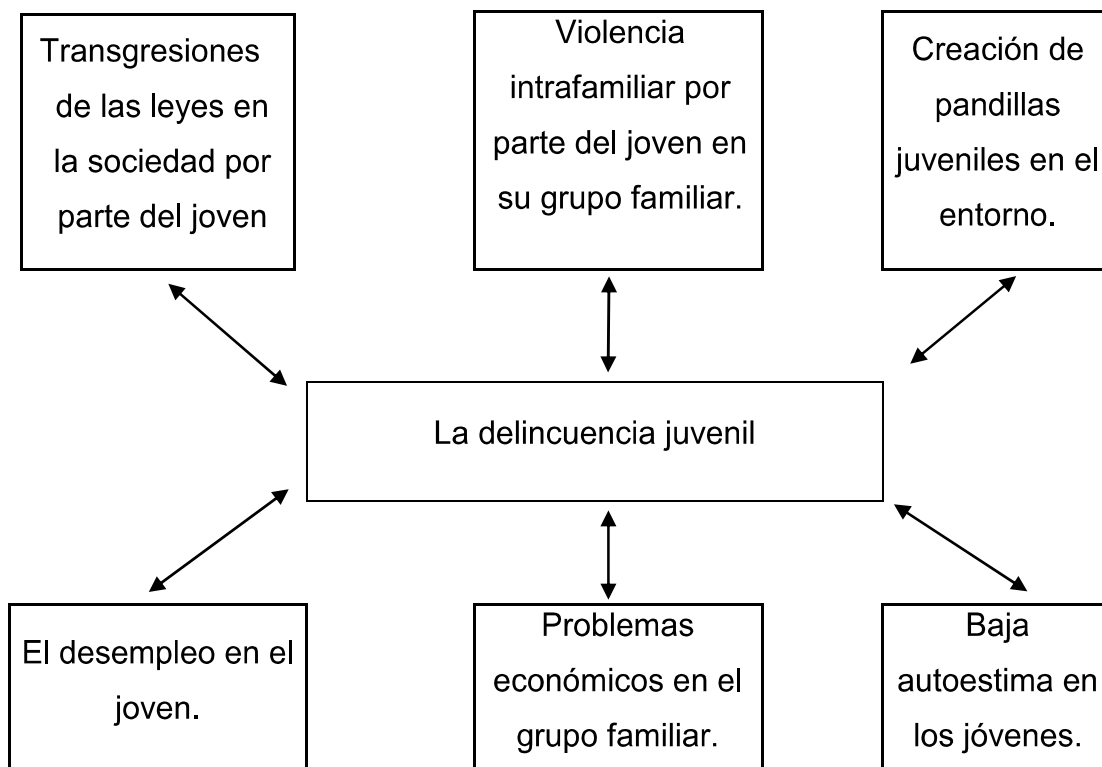 Transgresiones
de las leyes en
la sociedad por
parte del joven
Violencia
intrafamiliar por
parte del joven en
su grupo familiar.
Creación de
pandillas
juveniles en el
entorno.
La delincuencia juvenil
El desempleo en el
joven.
Problemas
económicos en el
grupo familiar.
Baja
autoestima en
los jóvenes.